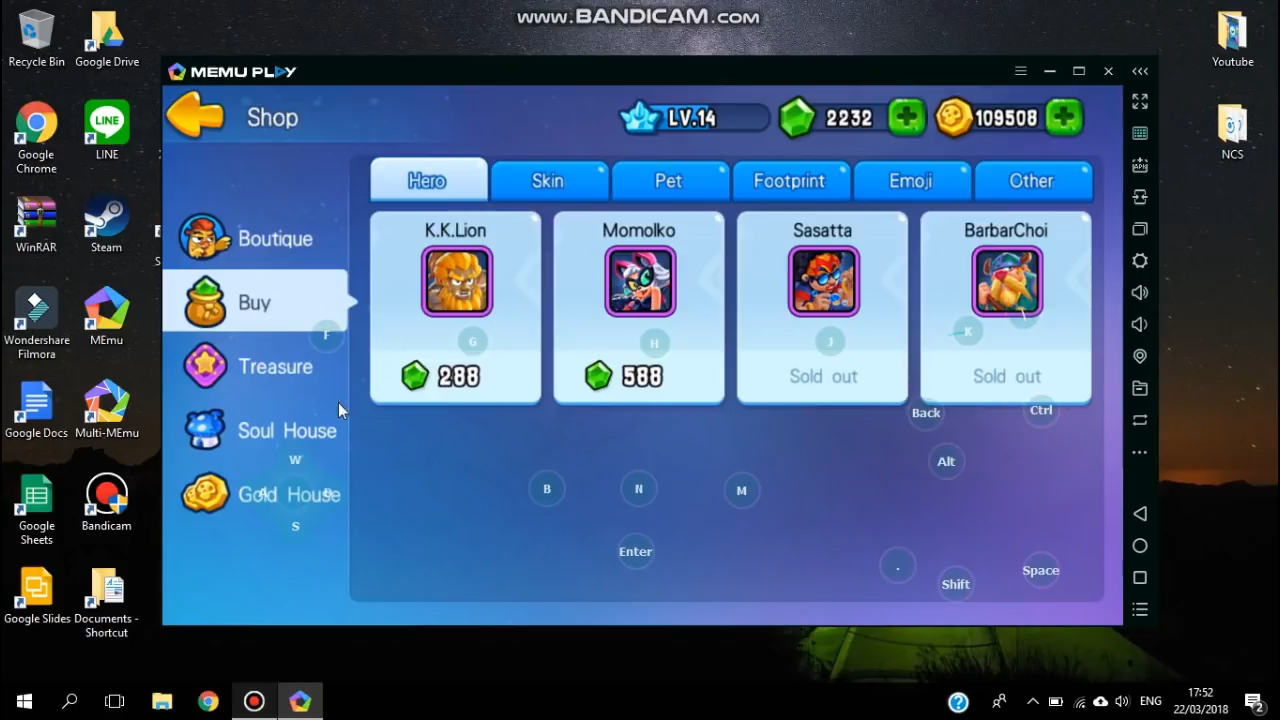 www.BANDICAM.com
Recycle Bin
Google Drive
Youtube
MEMU PLAY
Shop
LV.14
2232
109508
Google
Chrome
LINE
NCS
Hero
Skin
Pet
Footprint
Emoji
Other
K.K.Lion
Momolko
Sasatta
BarbarChoi
Boutique
Buy
Treasure
Soul House
Gold House
F
G
H
J
K
288
588
Sold out
Sold out
WinRAR
Steam
S
Wondershare
Filmora
MEmu
Google Docs
Multi-MEmu
Back
Ctrl
W
A
D
S
B
N
M
Alt
Enter
.
Shift
Space
Google
Sheets
Bandicam
Google Slides
Documents -
Shortcut
ENG
17:52
22/03/2018
2